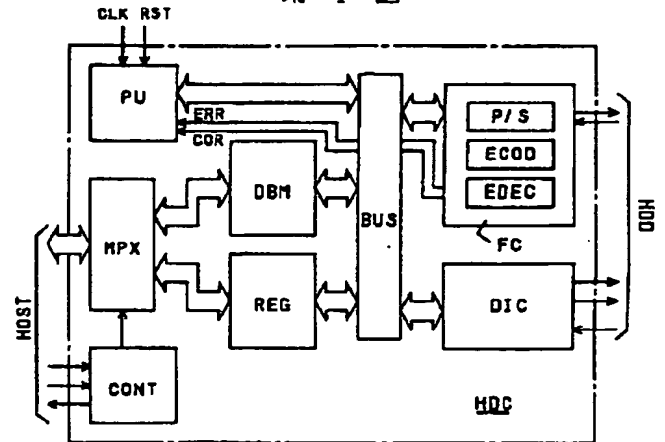 CLK RST
PU
ERR
COR
P/S
ECOD
EDEC
FC
DBM
BUS
MPX
REG
DIC
CONT
HOST
HDD
HDC